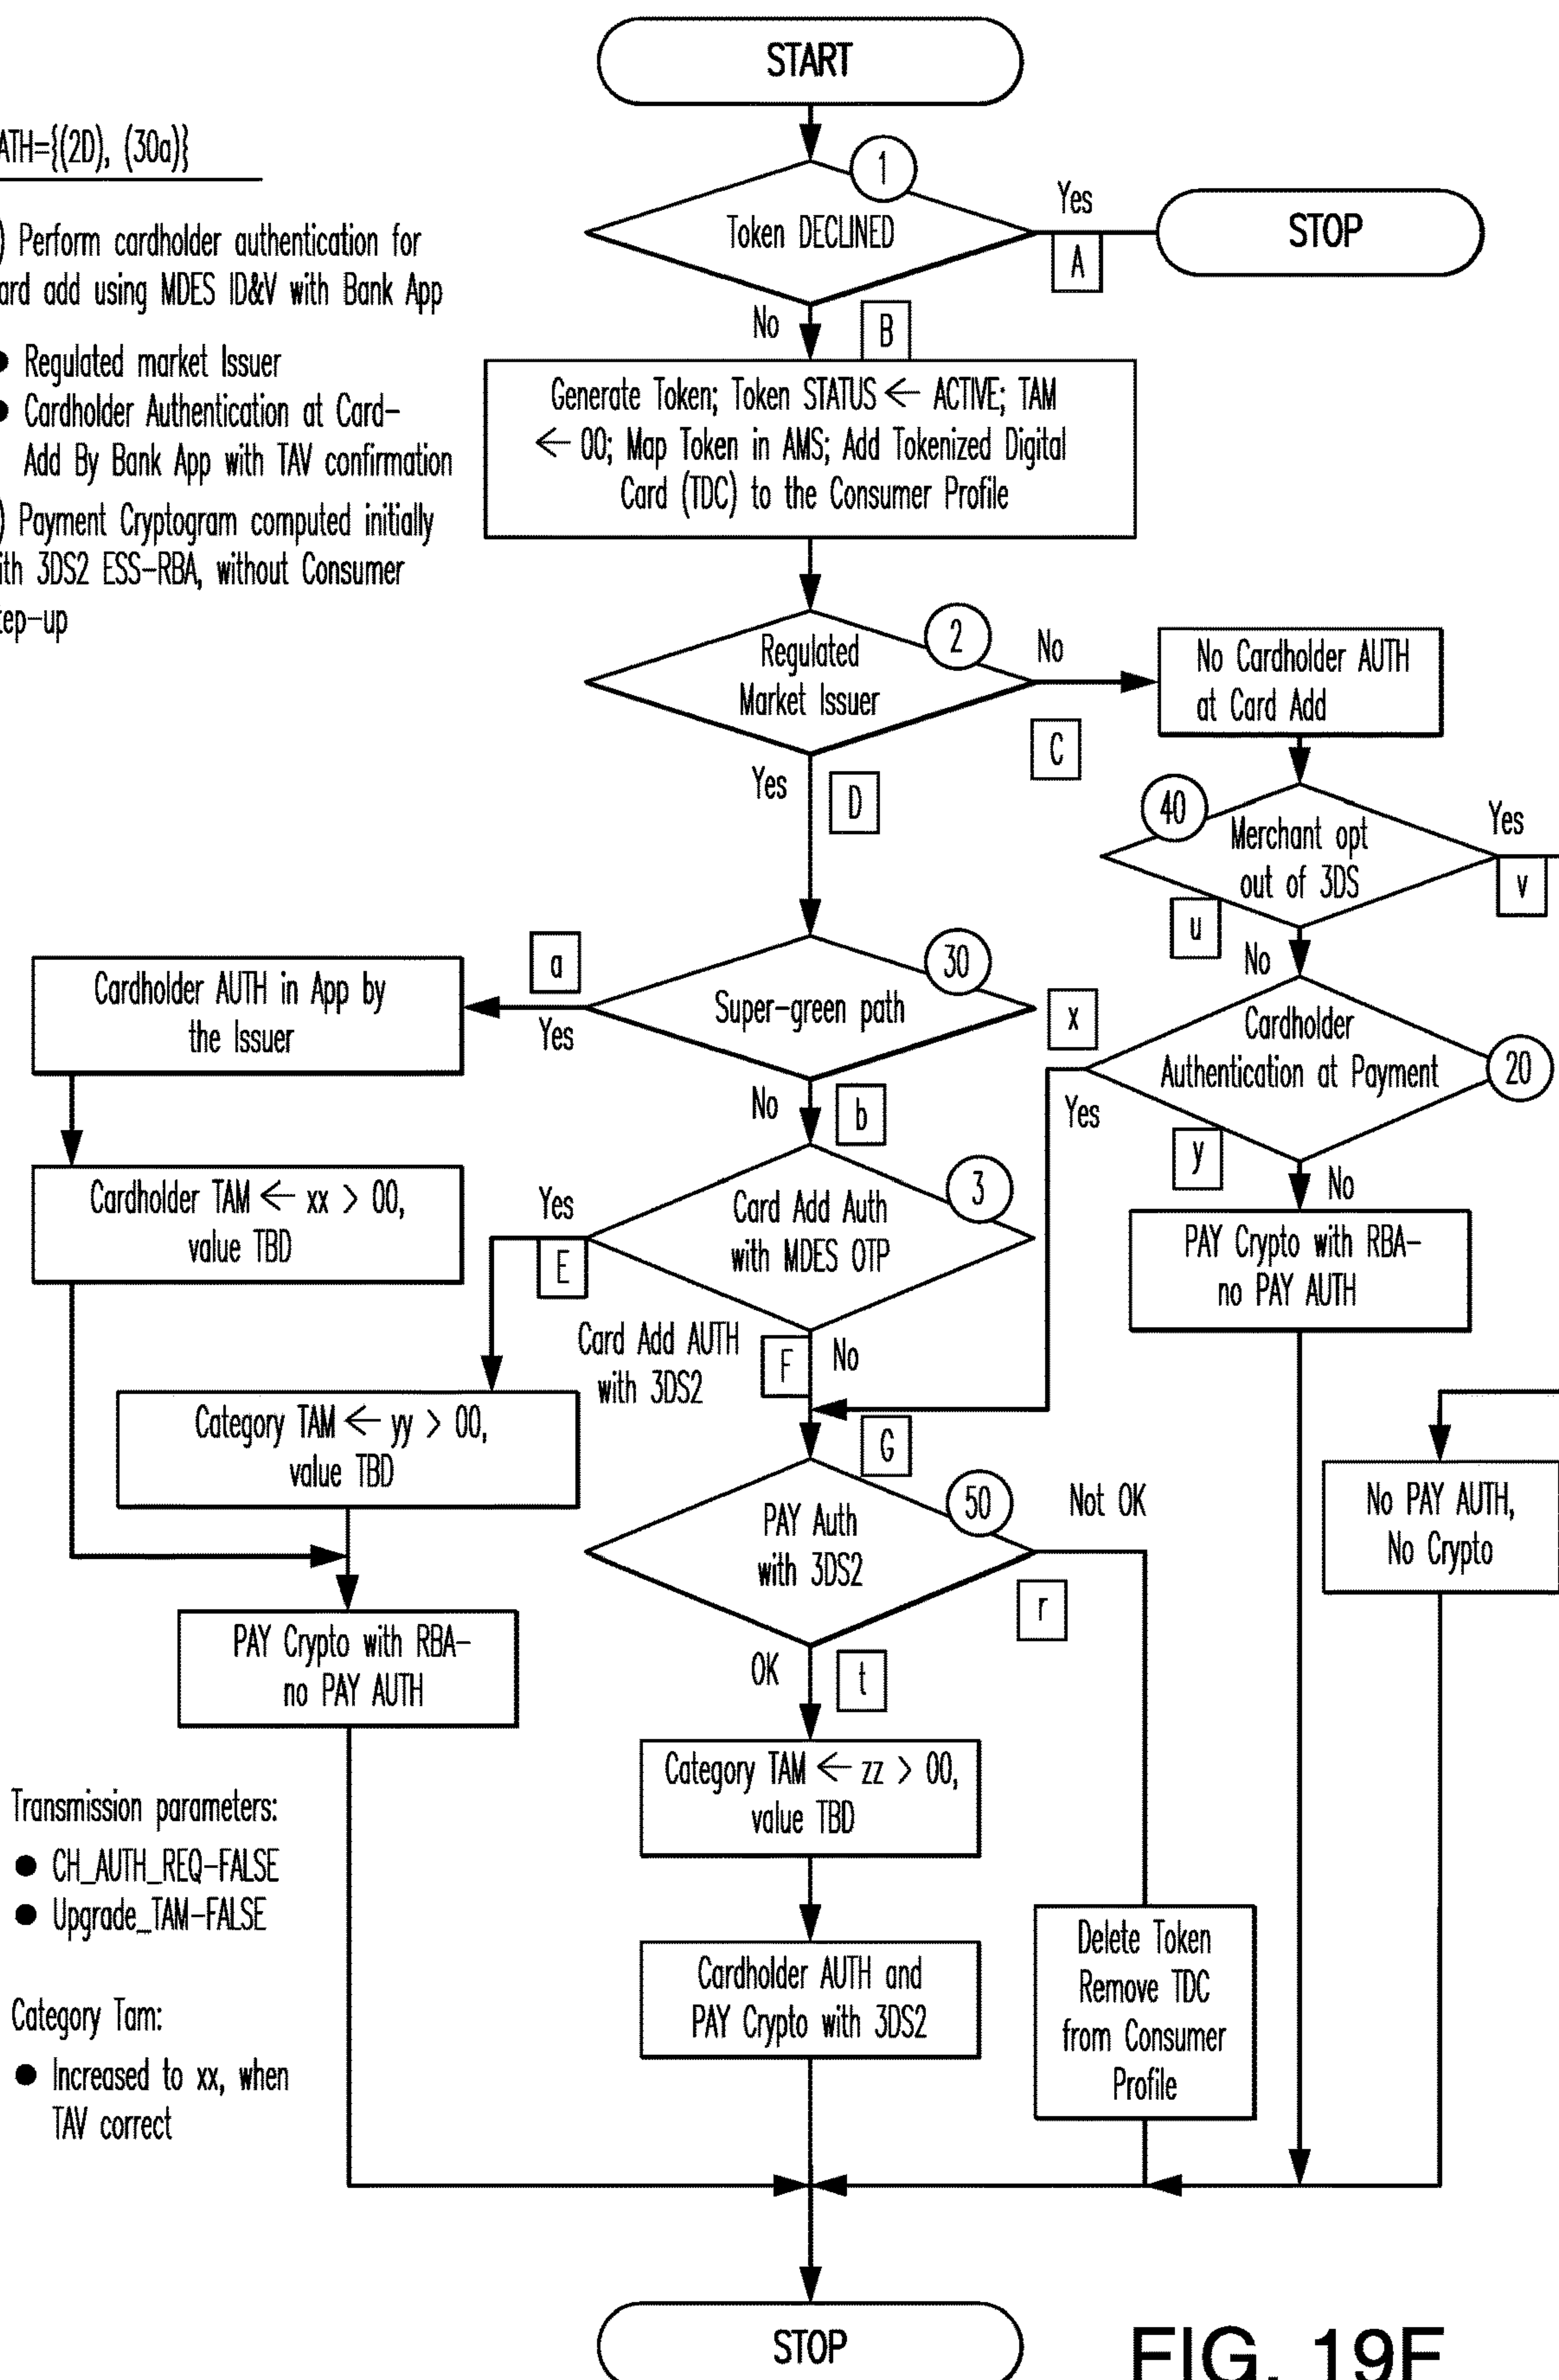 START
ATH={(2D), (30a)}
1
Token DECLINED
Yes
A
STOP
) Perform cardholder authentication for
ard add using MDES ID&V with Bank App
● Regulated market Issuer
● Cardholder Authentication at Card-
Add By Bank App with TAV confirmation
) Payment Cryptogram computed initially
ith 3DS2 ESS-RBA, without Consumer
tep-up
No
B
Generate Token; Token STATUS ← ACTIVE; TAM
← 00; Map Token in AMS; Add Tokenized Digital
Card (TDC) to the Consumer Profile
2
Regulated
Market Issuer
No
C
No Cardholder AUTH
at Card Add
Yes
D
40
Merchant opt
out of 3DS
Yes
v
u
No
a
30
Super-green path
Yes
Cardholder AUTH in App by
the Issuer
x
Cardholder
Authentication at Payment
20
Yes
No
b
y
No
Cardholder TAM ← xx > 00,
value TBD
Yes
E
3
Card Add Auth
with MDES OTP
PAY Crypto with RBA-
no PAY AUTH
Card Add AUTH
with 3DS2
F
No
G
Category TAM ← yy > 00,
value TBD
50
PAY Auth
with 3DS2
Not OK
r
No PAY AUTH,
No Crypto
OK
t
PAY Crypto with RBA-
no PAY AUTH
Category TAM ← zz > 00,
value TBD
Transmission parameters:
● CH_AUTH_REQ-FALSE
● Upgrade_TAM-FALSE
Cardholder AUTH and
PAY Crypto with 3DS2
Delete Token
Remove TDC
from Consumer
Profile
Category Tam:
● Increased to xx, when
TAV correct
STOP
FIG. 19F